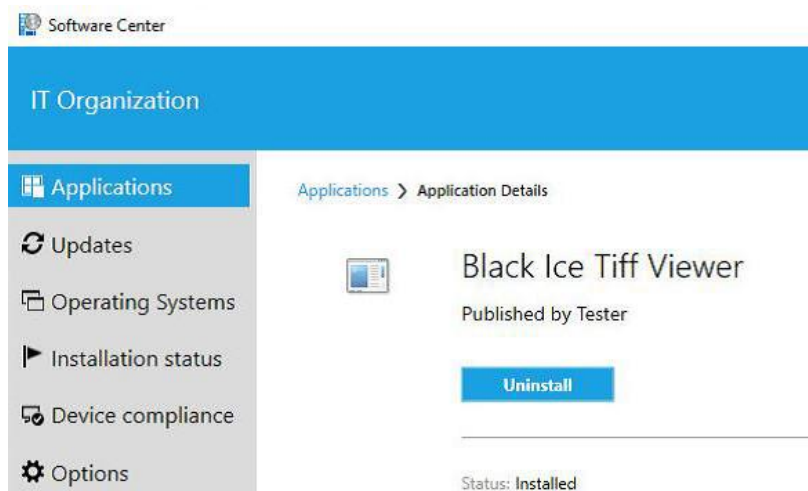 Software Center
IT Organization
Applications
Updates
Operating Systems
Installation status
Device compliance
Options
Applications ❯ Application Details
Black Ice Tiff Viewer
Published by Tester
Uninstall
Status: Installed